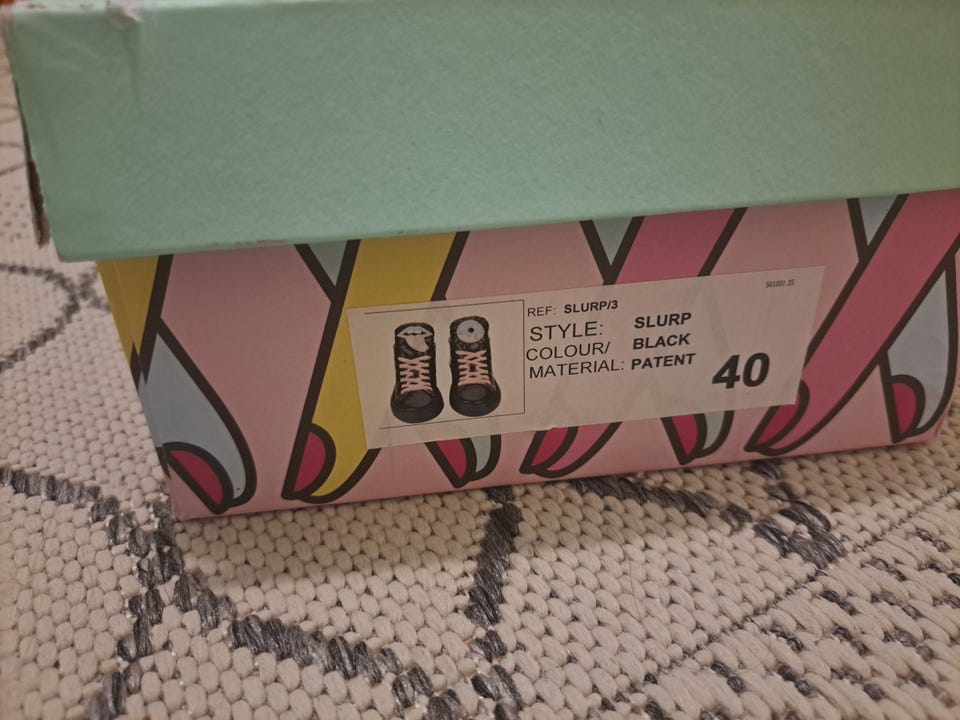 561001 35
REF: SLURP/3
STYLE: SLURP
COLOUR/ BLACK
MATERIAL: PATENT
40